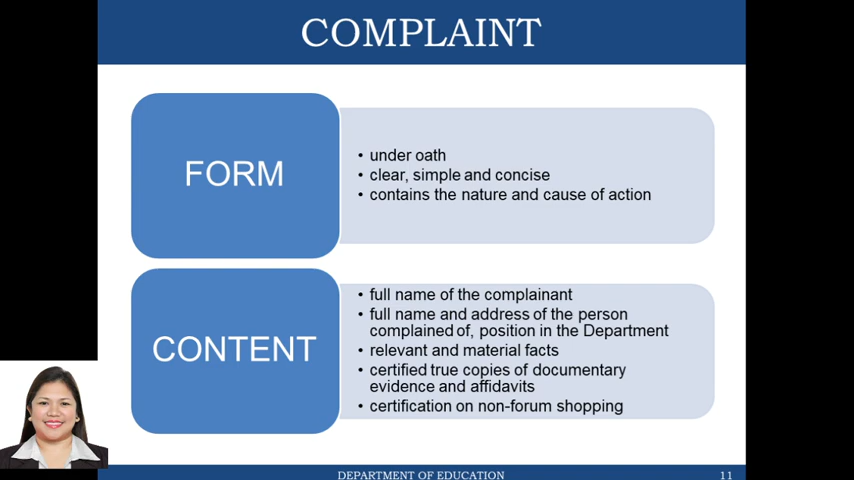 COMPLAINT
FORM
• under oath
• clear, simple and concise
• contains the nature and cause of action
CONTENT
• full name of the complainant
• full name and address of the person
complained of, position in the Department
• relevant and material facts
• certified true copies of documentary
evidence and affidavits
• certification on non-forum shopping
DEPARTMENT OF EDUCATION
11